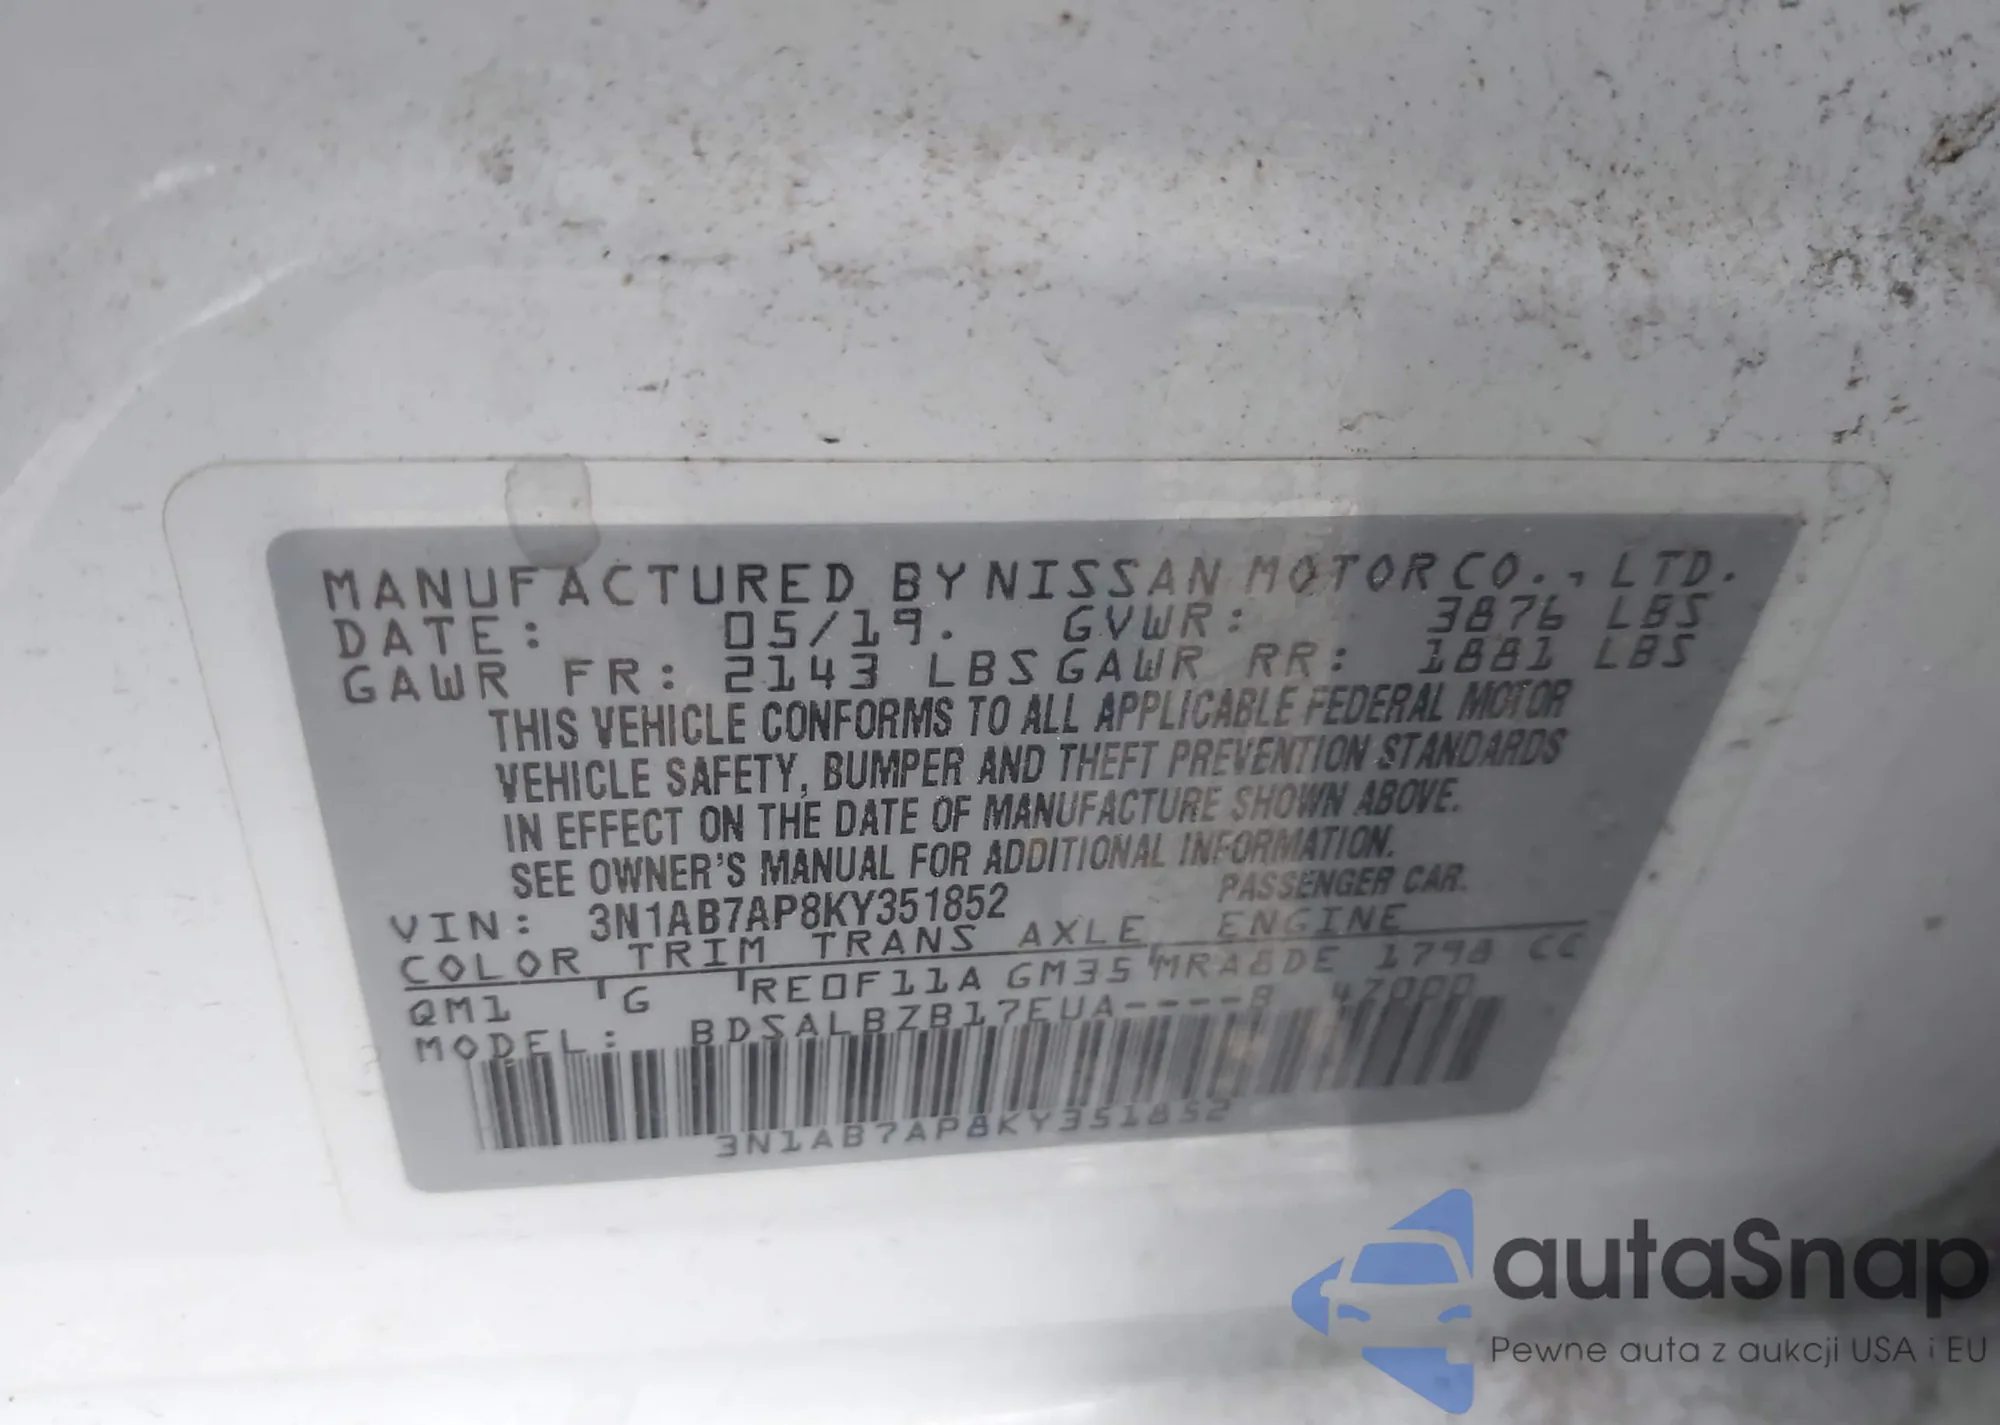 MANUFACTURED BY NISSAN MOTOR CO., LTD.
DATE: 05/19. GVWR: 3876 LBS
GAWR FR: 2143 LBS GAWR RR: 1881 LBS
THIS VEHICLE CONFORMS TO ALL APPLICABLE FEDERAL MOTOR
VEHICLE SAFETY, BUMPER AND THEFT PREVENTION STANDARDS
IN EFFECT ON THE DATE OF MANUFACTURE SHOWN ABOVE.
SEE OWNER'S MANUAL FOR ADDITIONAL INFORMATION.
VIN: 3N1AB7AP8KY351852 PASSENGER CAR.
COLOR TRIM TRANS AXLE ENGINE
QM1 G RE0F11A GM35 MRA8DE 1798 CC
MODEL: BDSALBZB17EUA----B
3N1AB7AP8KY351852
autaSnap
Pewne auta z aukcji USA i EU